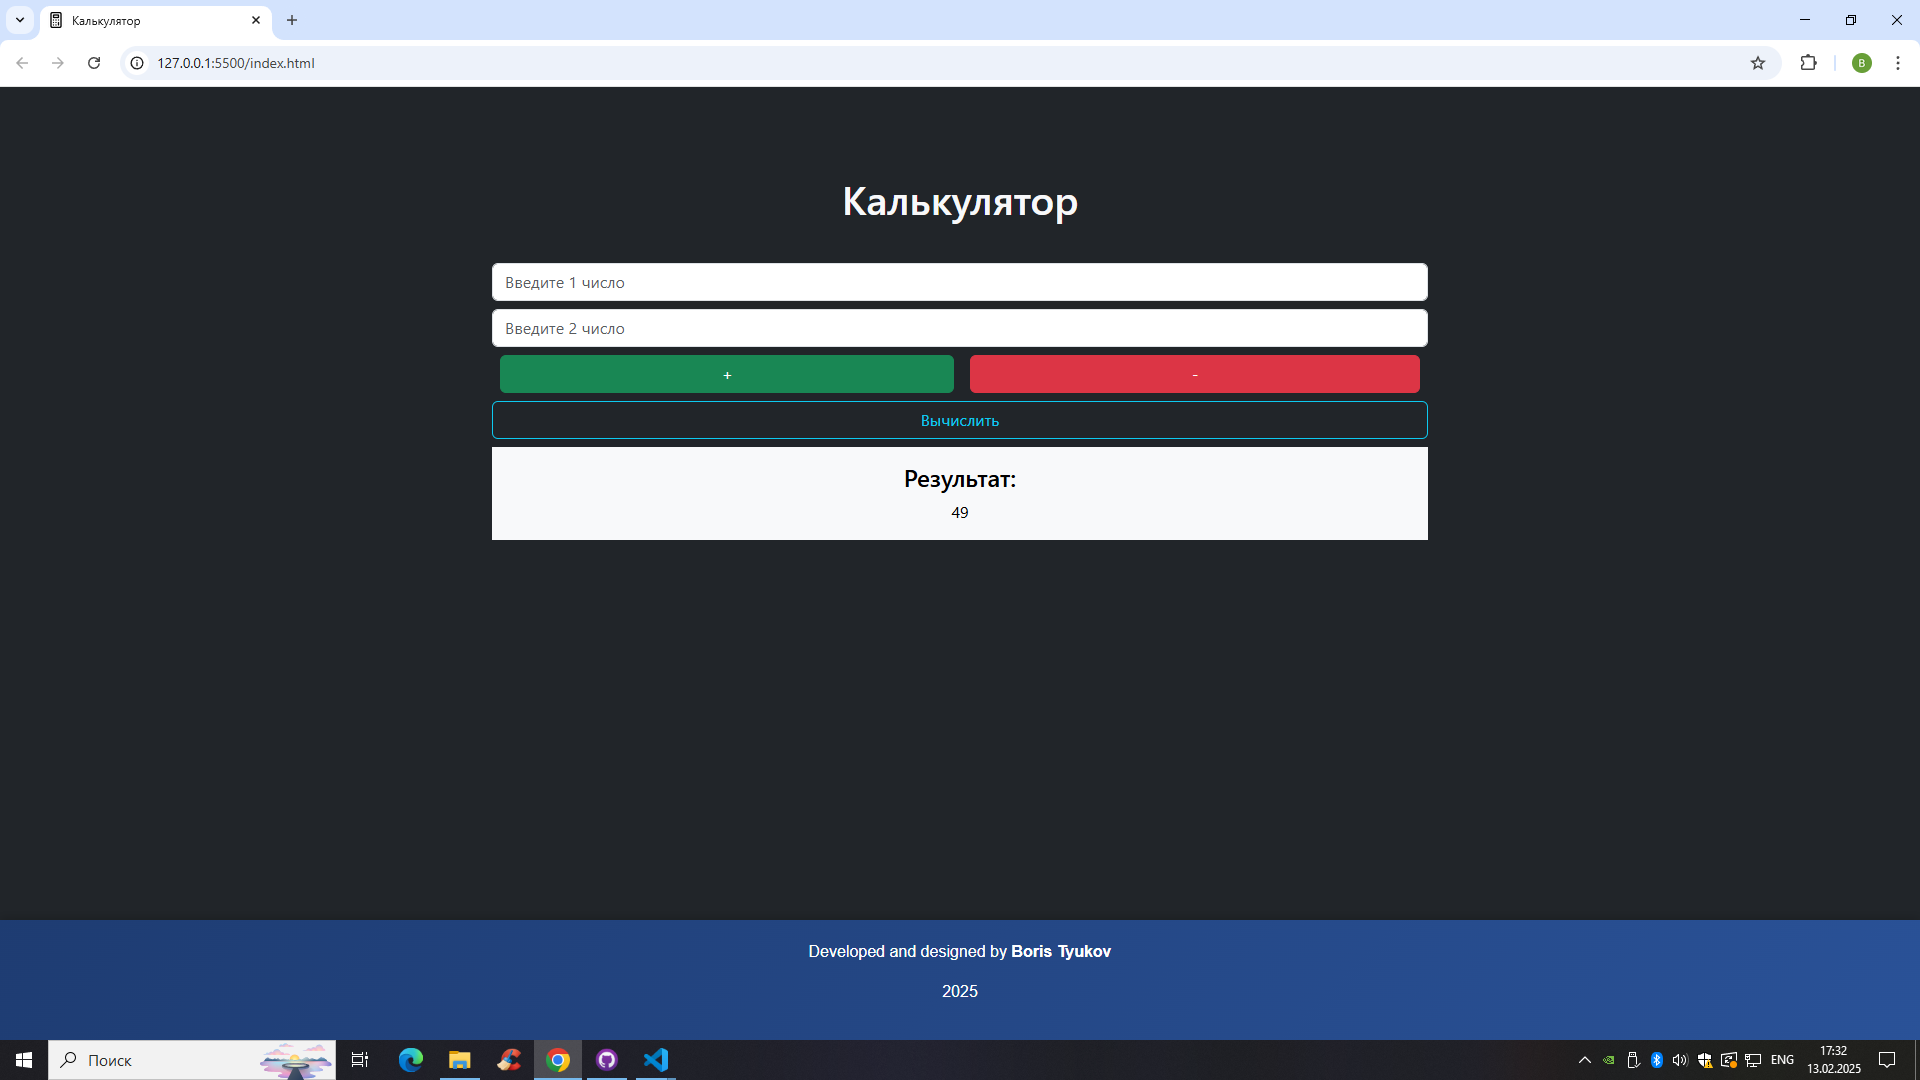 Калькулятор
127.0.0.1:5500/index.html
B
Калькулятор
Введите 1 число
Введите 2 число
+ -
Вычислить
Результат:
49
Developed and designed by Boris Tyukov
2025
Поиск
ENG
17:32
13.02.2025